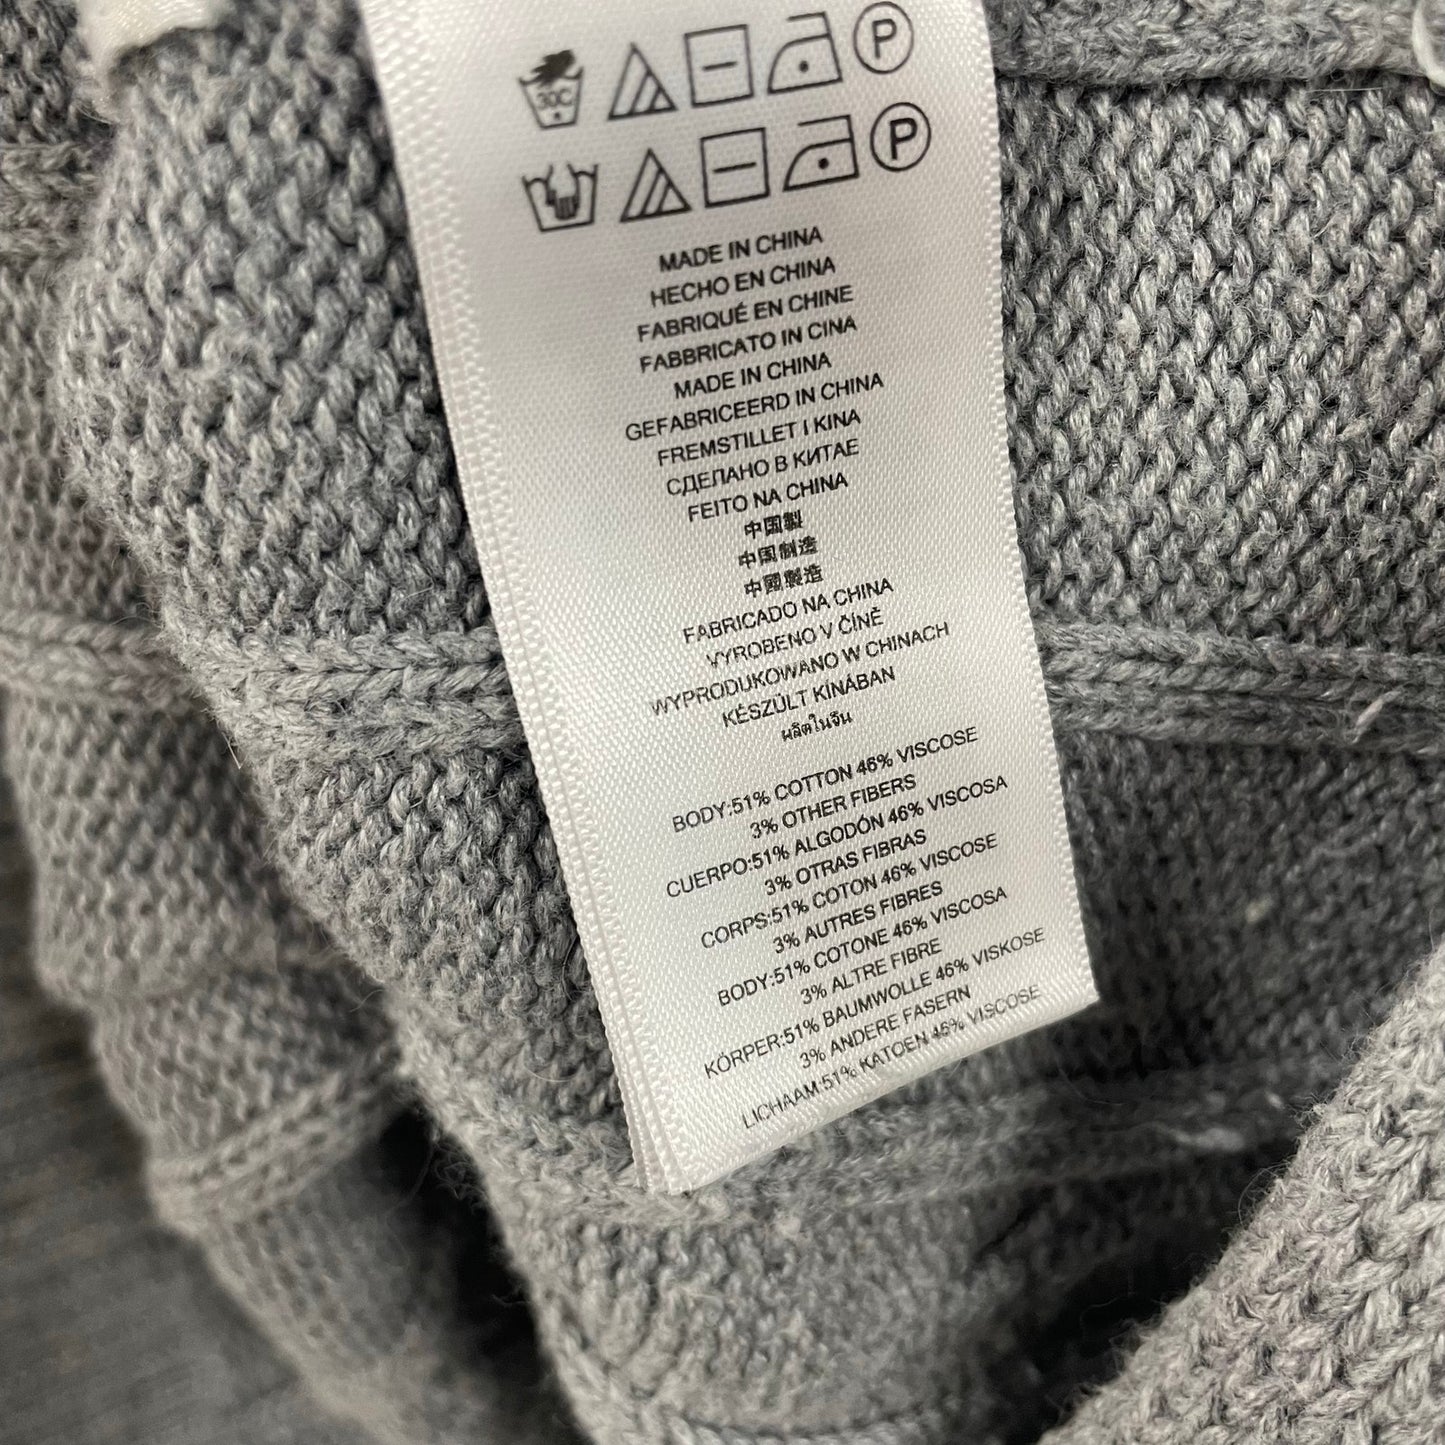 30C
P
P
MADE IN CHINA
HECHO EN CHINA
FABRIQUÉ EN CHINE
FABBRICATO IN CINA
MADE IN CHINA
GEFABRICEERD IN CHINA
FREMSTILLET I KINA
СДЕЛАНО В КИТАЕ
FEITO NA CHINA
中国製
中国制造
中國製造
FABRICADO NA CHINA
VYROBENO V ČÍNĚ
WYPRODUKOWANO W CHINACH
KÉSZÜLT KÍNÁBAN
ผลิตในจีน
BODY:51% COTTON 46% VISCOSE
3% OTHER FIBERS
CUERPO:51% ALGODÓN 46% VISCOSA
3% OTRAS FIBRAS
CORPS:51% COTON 46% VISCOSE
3% AUTRES FIBRES
BODY:51% COTONE 46% VISCOSA
3% ALTRE FIBRE
KÖRPER:51% BAUMWOLLE 46% VISKOSE
3% ANDERE FASERN
LICHAAM:51% KATOEN 46% VISCOSE